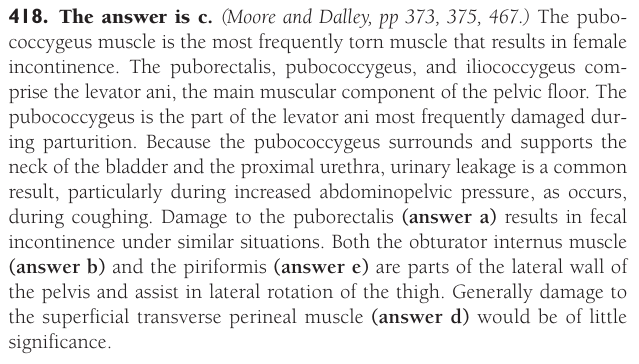 418. The answer is c. (Moore and Dalley, pp 373, 375, 467.) The pubo-
coccygeus muscle is the most frequently torn muscle that results in female
incontinence. The puborectalis, pubococcygeus, and iliococcygeus com-
prise the levator ani, the main muscular component of the pelvic floor. The
pubococcygeus is the part of the levator ani most frequently damaged dur-
ing parturition. Because the pubococcygeus surrounds and supports the
neck of the bladder and the proximal urethra, urinary leakage is a common
result, particularly during increased abdominopelvic pressure, as occurs,
during coughing. Damage to the puborectalis (answer a) results in fecal
incontinence under similar situations. Both the obturator internus muscle
(answer b) and the piriformis (answer e) are parts of the lateral wall of
the pelvis and assist in lateral rotation of the thigh. Generally damage to
the superficial transverse perineal muscle (answer d) would be of little
significance.